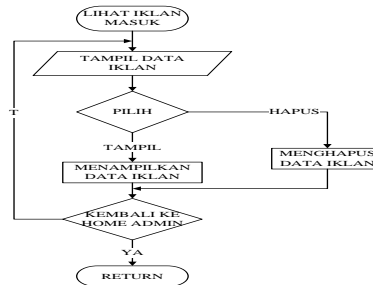 LIHAT IKLAN
MASUK
TAMPIL DATA
IKLAN
PILIH
HAPUS
T
TAMPIL
MENAMPILKAN
DATA IKLAN
MENGHAPUS
DATA IKLAN
KEMBALI KE
HOME ADMIN
YA
RETURN